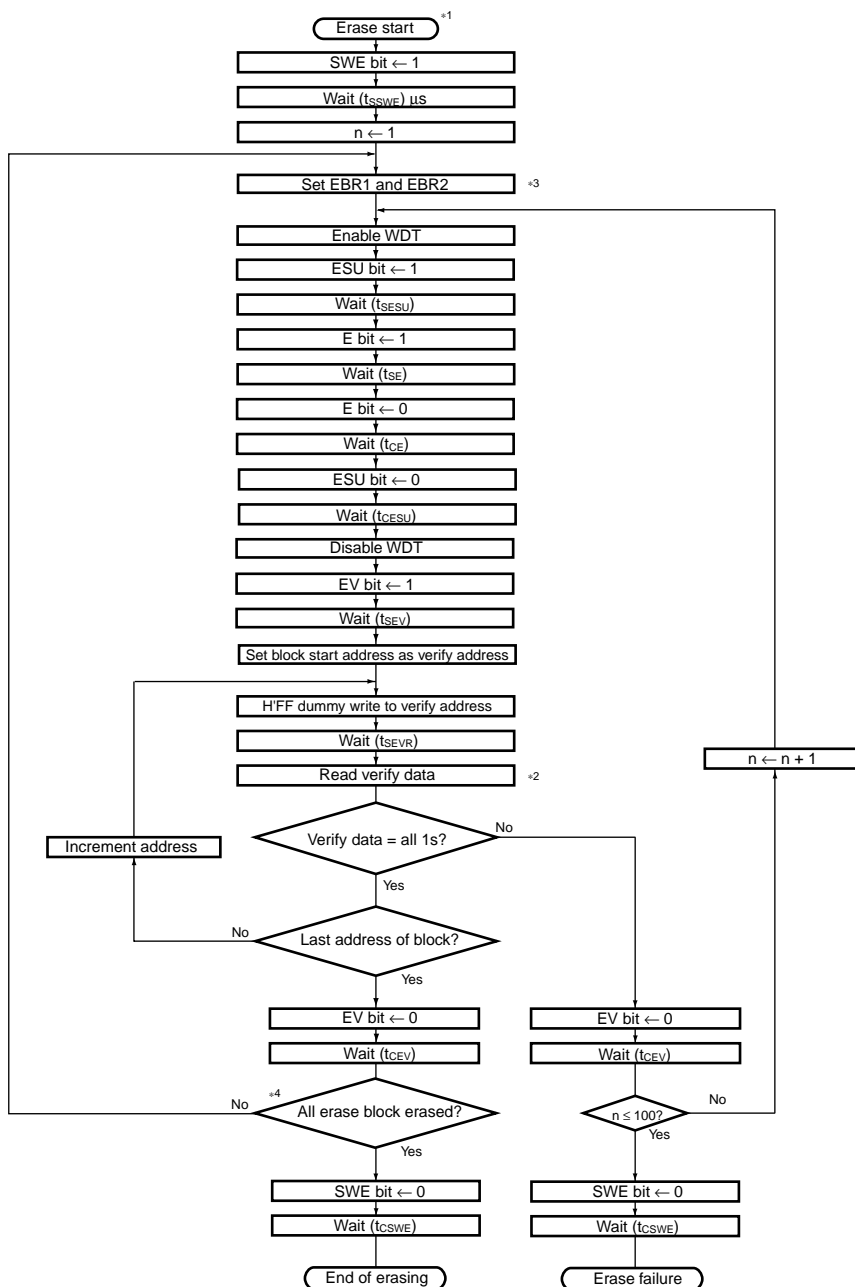 Erase start
*1
SWE bit ← 1
Wait (tSSWE) μs
n ← 1
Set EBR1 and EBR2
*3
Enable WDT
ESU bit ← 1
Wait (tSESU)
E bit ← 1
Wait (tSE)
E bit ← 0
Wait (tCE)
ESU bit ← 0
Wait (tCESU)
Disable WDT
EV bit ← 1
Wait (tSEV)
Set block start address as verify address
H'FF dummy write to verify address
Wait (tSEVR)
n ← n + 1
Read verify data
*2
Verify data = all 1s?
No
Increment address
Yes
No
Last address of block?
Yes
EV bit ← 0
EV bit ← 0
Wait (tCEV)
Wait (tCEV)
No
*4
All erase block erased?
n ≤ 100?
No
Yes
Yes
SWE bit ← 0
SWE bit ← 0
Wait (tCSWE)
Wait (tCSWE)
End of erasing
Erase failure